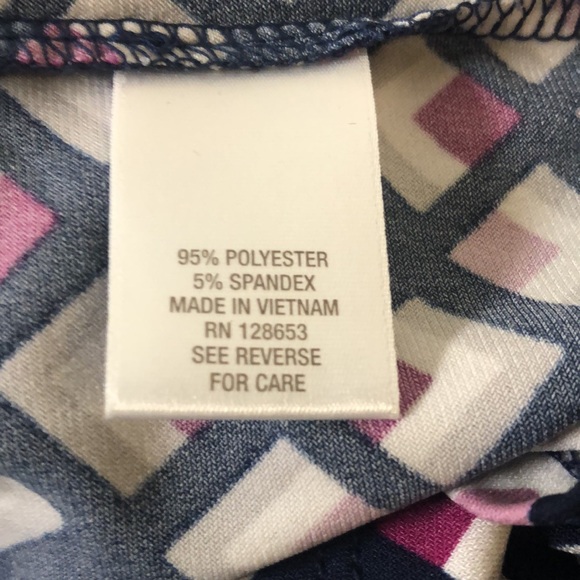 95% POLYESTER
5% SPANDEX
MADE IN VIETNAM
RN 128653
SEE REVERSE
FOR CARE